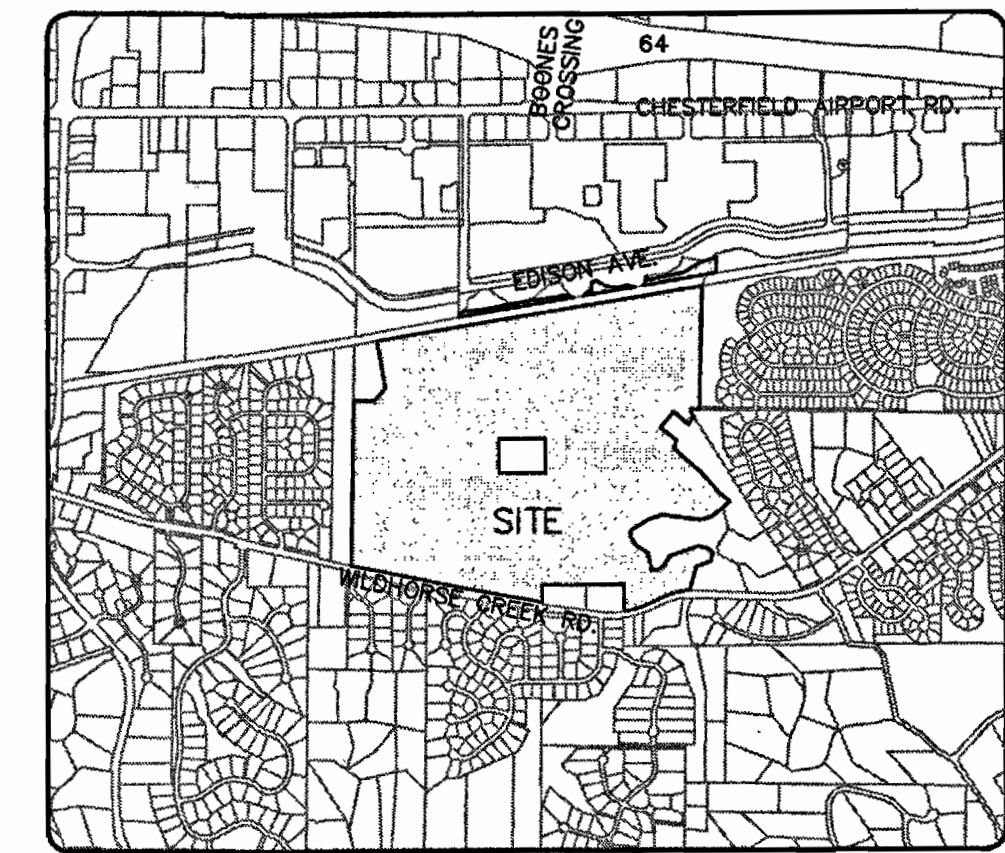 64
BOONES
CROSSING
CHESTERFIELD AIRPORT RD.
EDISON AVE.
SITE
WILDHORSE CREEK RD.